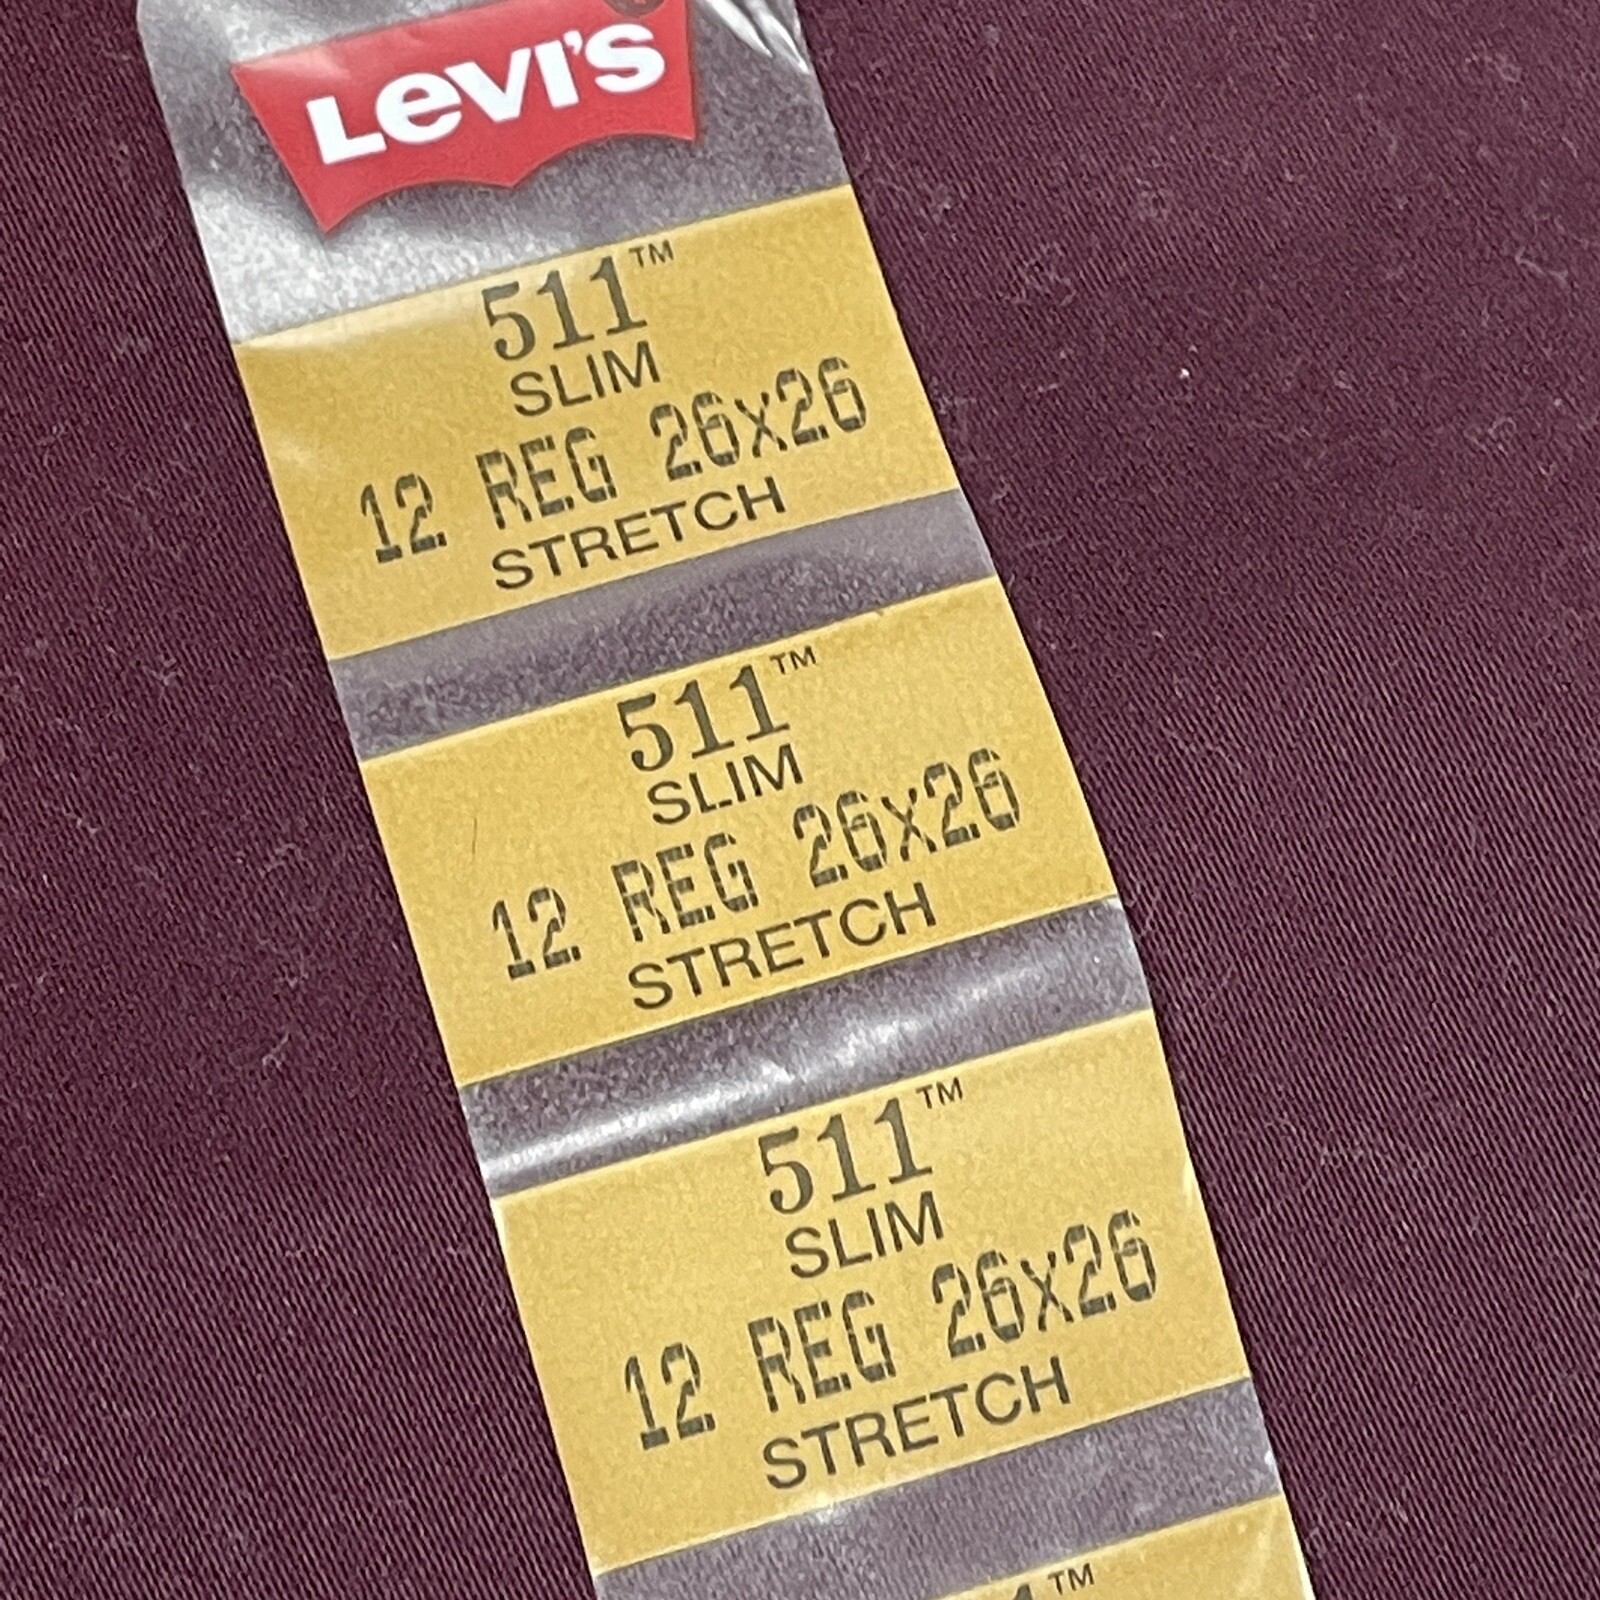 Levi's
511™
SLIM
12 REG 26x26
STRETCH
511™
SLIM
12 REG 26x26
STRETCH
511™
SLIM
12 REG 26x26
STRETCH
1™